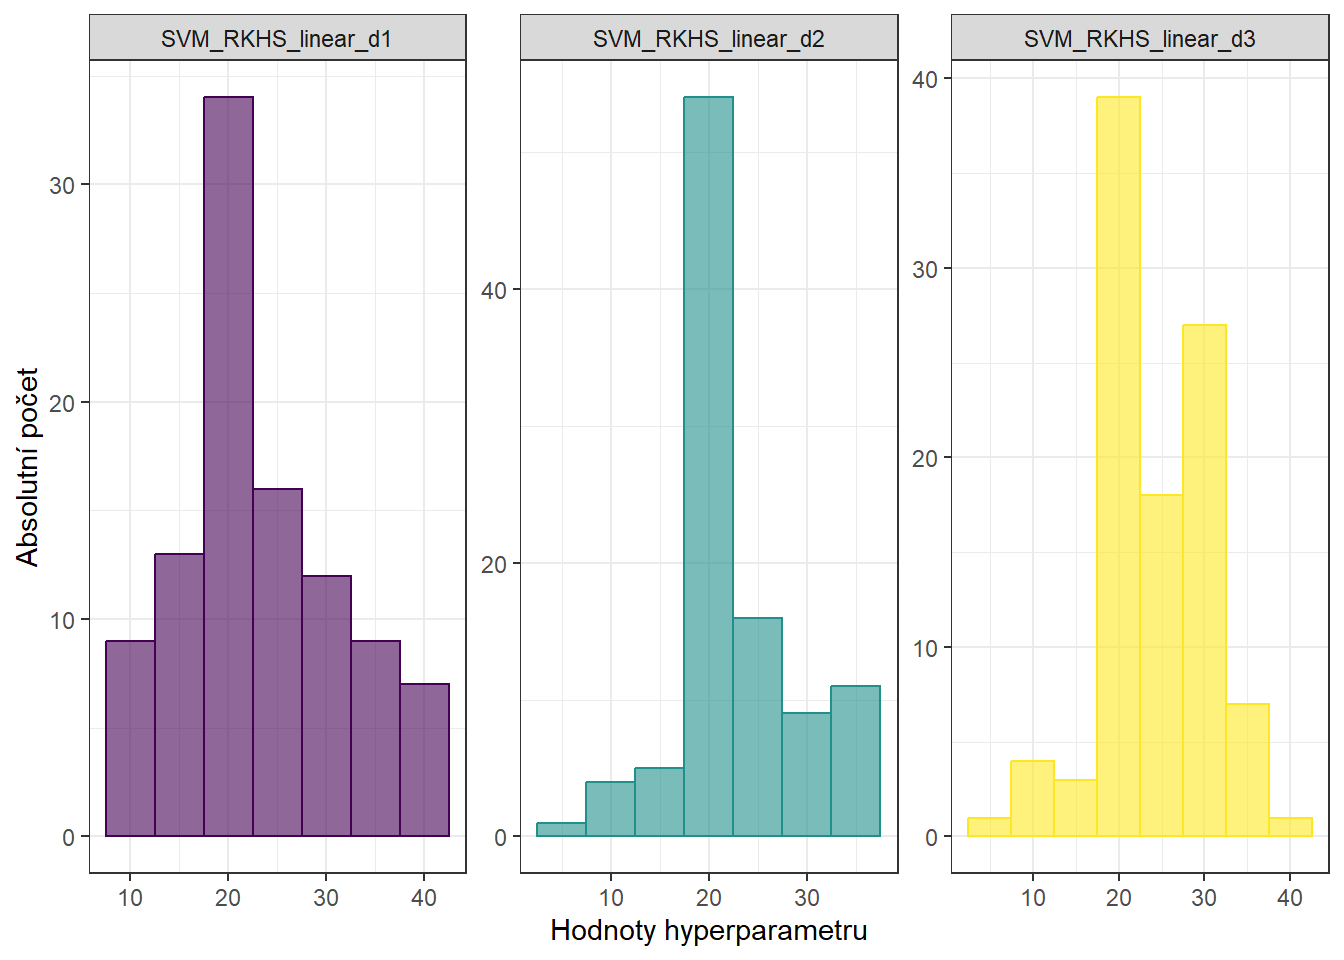 SVM_RKHS_linear_d1
SVM_RKHS_linear_d2
SVM_RKHS_linear_d3
Absolutní počet
30
20
10
0
40
20
0
40
30
20
10
0
10 20 30 40
10 20 30
10 20 30 40
Hodnoty hyperparametru